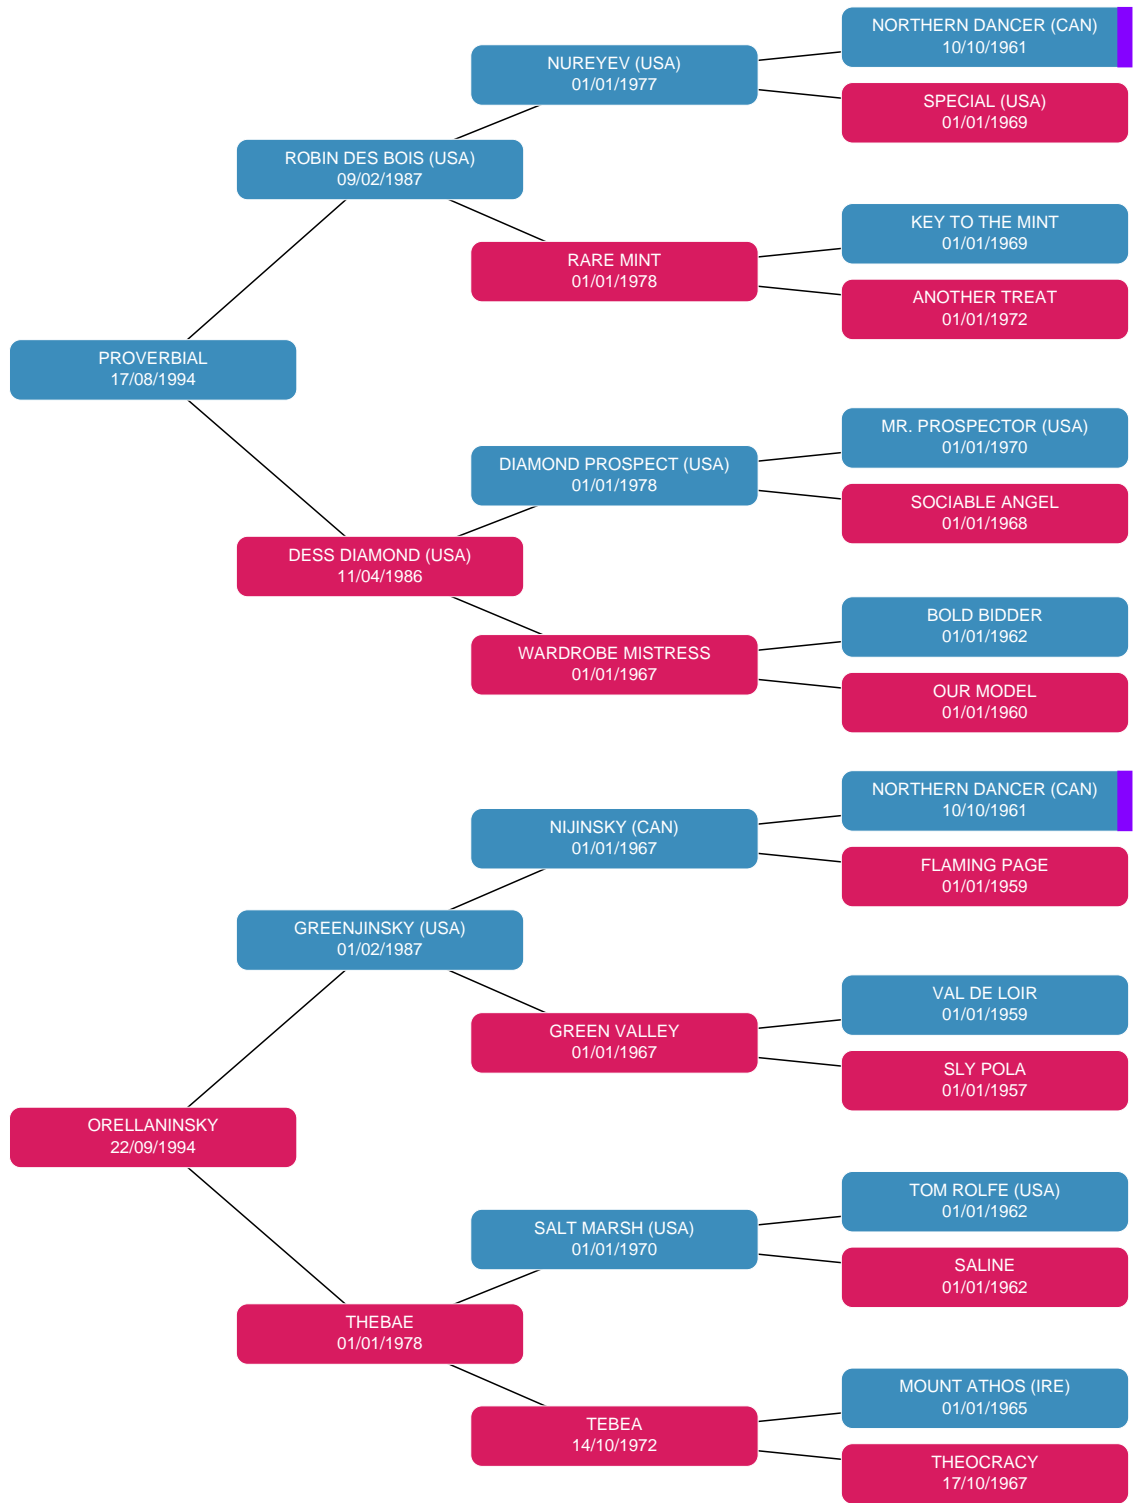 NORTHERN DANCER (CAN)
10/10/1961
NUREYEV (USA)
01/01/1977
SPECIAL (USA)
01/01/1969
ROBIN DES BOIS (USA)
09/02/1987
KEY TO THE MINT
01/01/1969
RARE MINT
01/01/1978
ANOTHER TREAT
01/01/1972
PROVERBIAL
17/08/1994
MR. PROSPECTOR (USA)
01/01/1970
DIAMOND PROSPECT (USA)
01/01/1978
SOCIABLE ANGEL
01/01/1968
DESS DIAMOND (USA)
11/04/1986
BOLD BIDDER
01/01/1962
WARDROBE MISTRESS
01/01/1967
OUR MODEL
01/01/1960
NORTHERN DANCER (CAN)
10/10/1961
NIJINSKY (CAN)
01/01/1967
FLAMING PAGE
01/01/1959
GREENJINSKY (USA)
01/02/1987
VAL DE LOIR
01/01/1959
GREEN VALLEY
01/01/1967
SLY POLA
01/01/1957
ORELLANINSKY
22/09/1994
TOM ROLFE (USA)
01/01/1962
SALT MARSH (USA)
01/01/1970
SALINE
01/01/1962
THEBAE
01/01/1978
MOUNT ATHOS (IRE)
01/01/1965
TEBEA
14/10/1972
THEOCRACY
17/10/1967